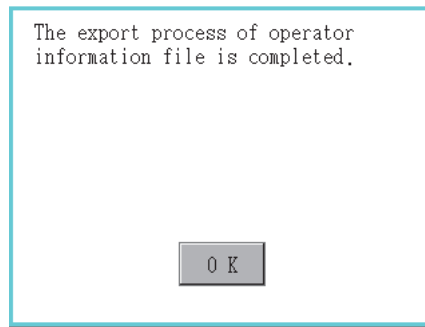 The export process of operator
information file is completed.
O K